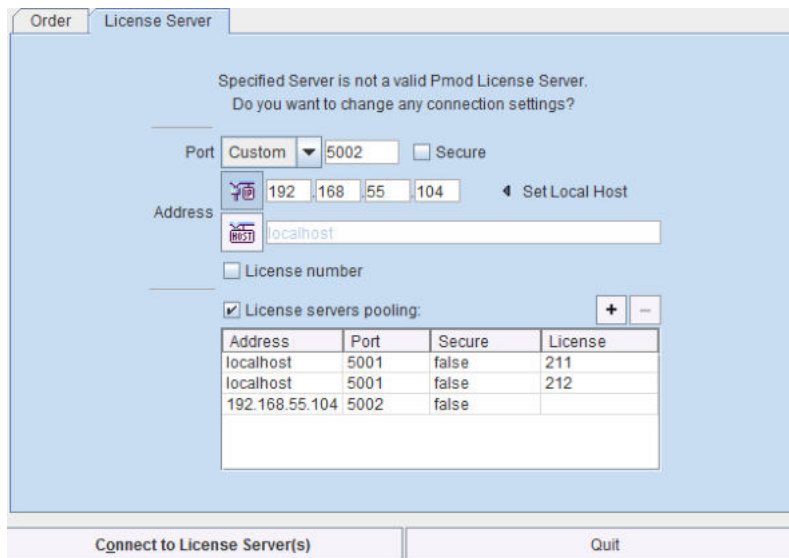 Order License Server
Specified Server is not a valid Pmod License Server.
Do you want to change any connection settings?
Port Custom 5002 Secure
IP 192 .168 .55 .104 Set Local Host
Address
HOST localhost
License number
License servers pooling: + −
Address Port Secure License
localhost 5001 false 211
localhost 5001 false 212
192.168.55.104 5002 false
Connect to License Server(s) Quit